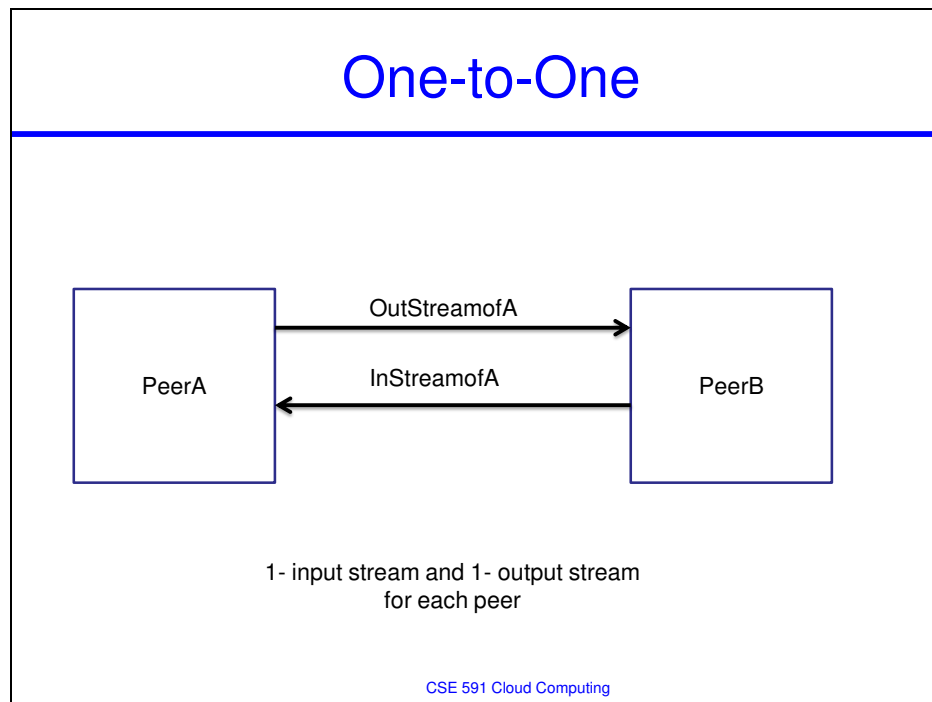 One-to-One
OutStreamofA
PeerA
InStreamofA
PeerB
1- input stream and 1- output stream
for each peer
CSE 591 Cloud Computing